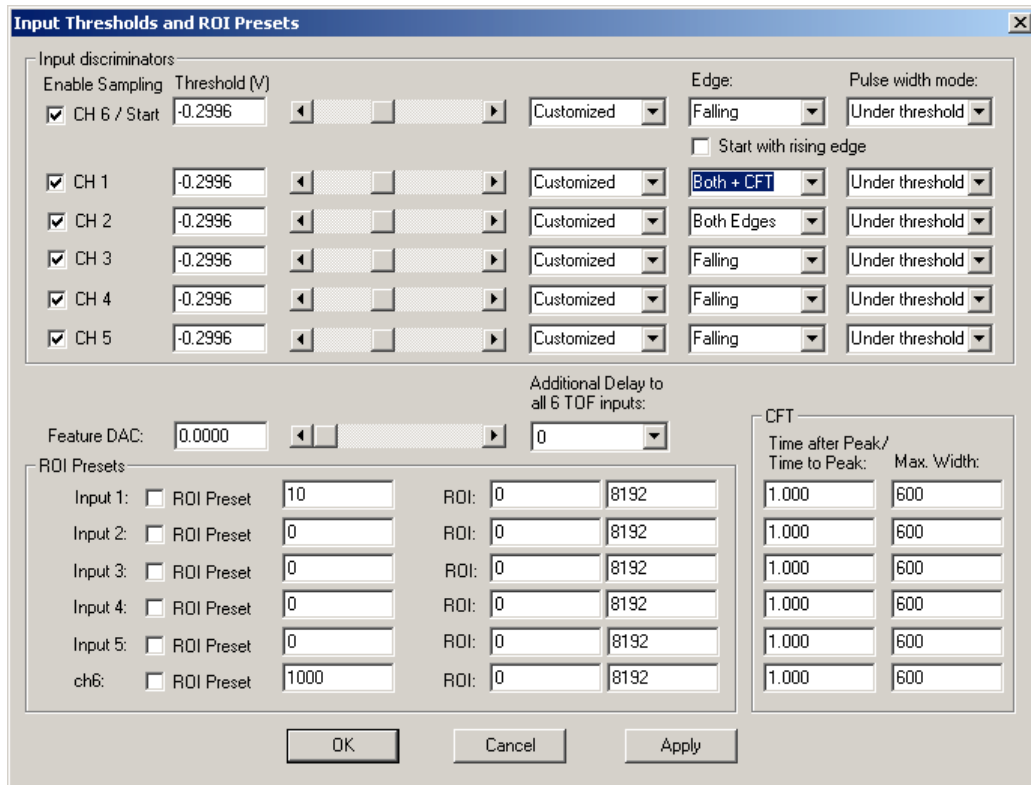 Input Thresholds and ROI Presets
Input discriminators
Enable Sampling Threshold (V) Edge: Pulse width mode:
CH 6 / Start -0.2996 Customized Falling Under threshold
Start with rising edge
CH 1 -0.2996 Customized Both + CFT Under threshold
CH 2 -0.2996 Customized Both Edges Under threshold
CH 3 -0.2996 Customized Falling Under threshold
CH 4 -0.2996 Customized Falling Under threshold
CH 5 -0.2996 Customized Falling Under threshold
Additional Delay to
all 6 TOF inputs:
Feature DAC: 0.0000 0
CFT
Time after Peak/
Time to Peak: Max. Width:
ROI Presets
Input 1: ROI Preset 10 ROI: 0 8192 1.000 600
Input 2: ROI Preset 0 ROI: 0 8192 1.000 600
Input 3: ROI Preset 0 ROI: 0 8192 1.000 600
Input 4: ROI Preset 0 ROI: 0 8192 1.000 600
Input 5: ROI Preset 0 ROI: 0 8192 1.000 600
ch6: ROI Preset 1000 ROI: 0 8192 1.000 600
OK Cancel Apply